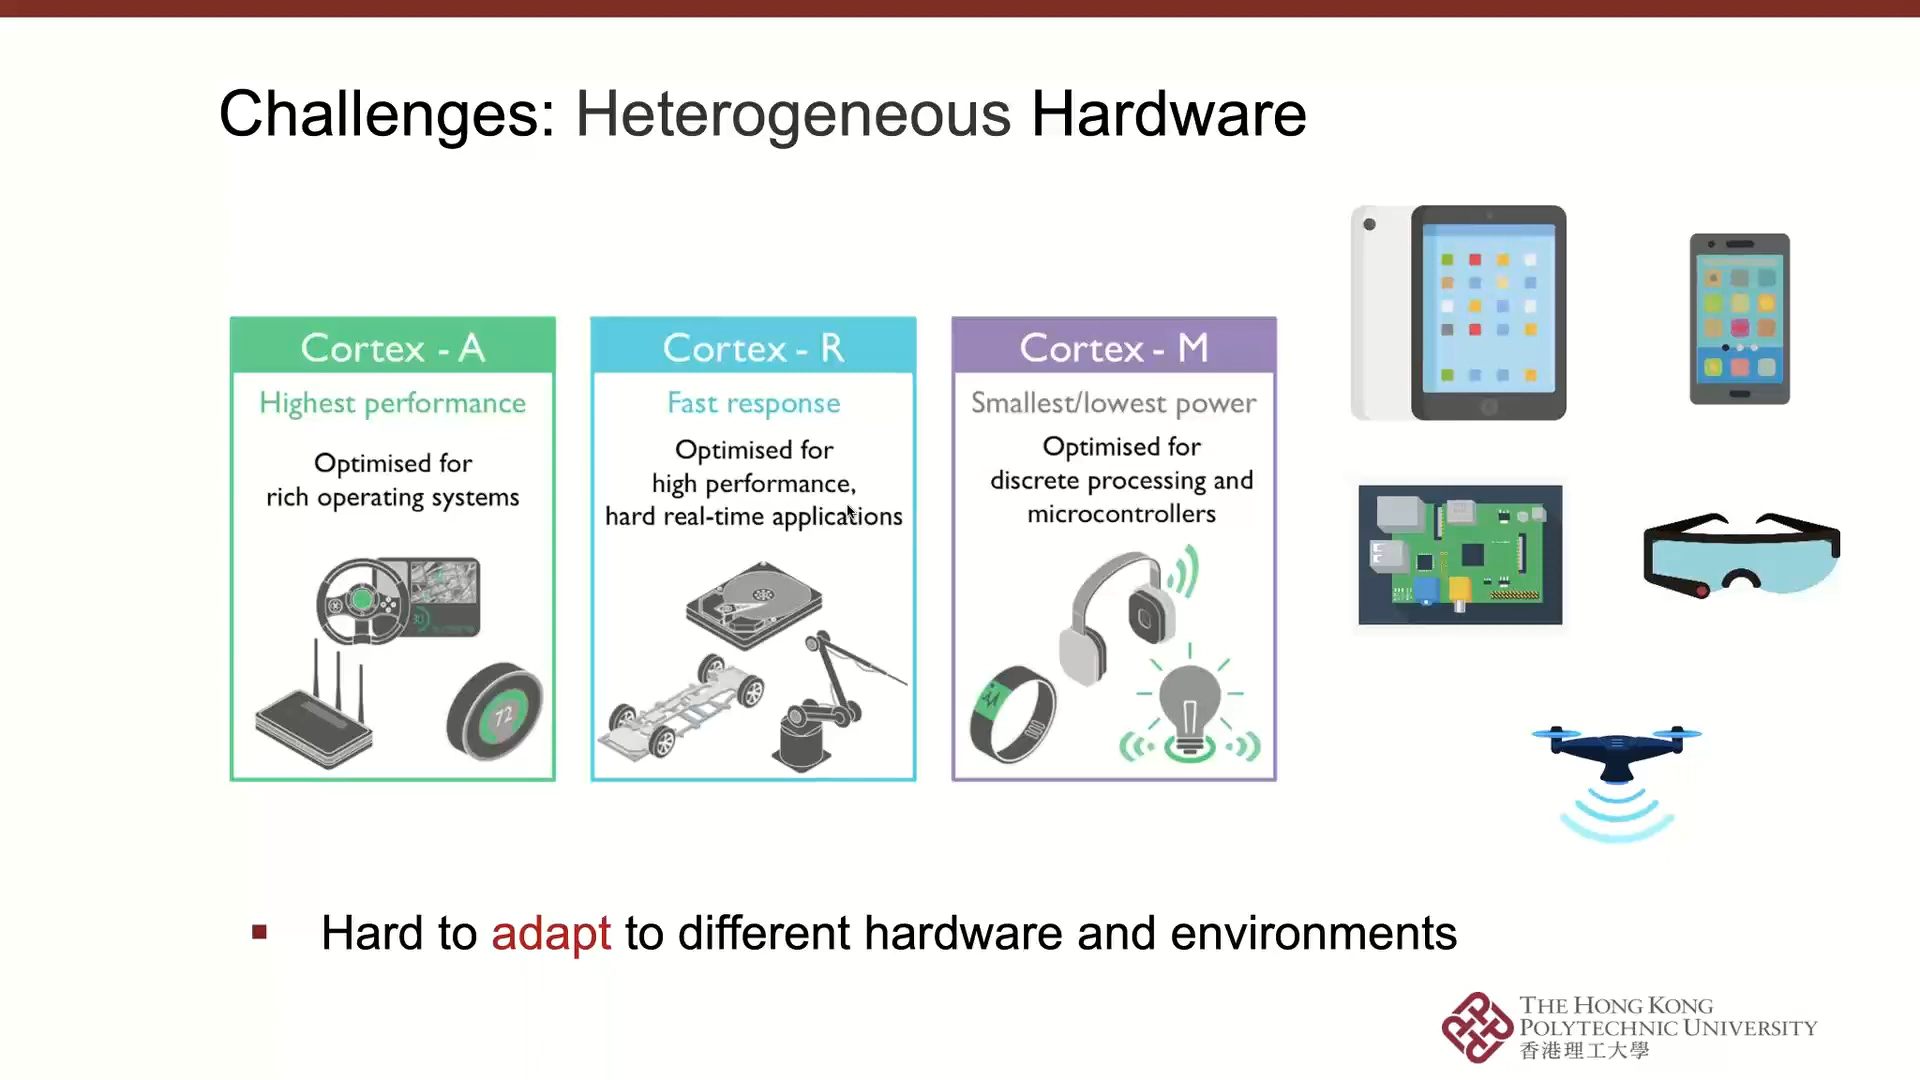 Challenges: Heterogeneous Hardware
Cortex - A
Highest performance
Optimised for
rich operating systems
72
Cortex - R
Fast response
Optimised for
high performance,
hard real-time applications
Cortex - M
Smallest/lowest power
Optimised for
discrete processing and
microcontrollers
Hard to adapt to different hardware and environments
THE HONG KONG
POLYTECHNIC UNIVERSITY
香港理工大學